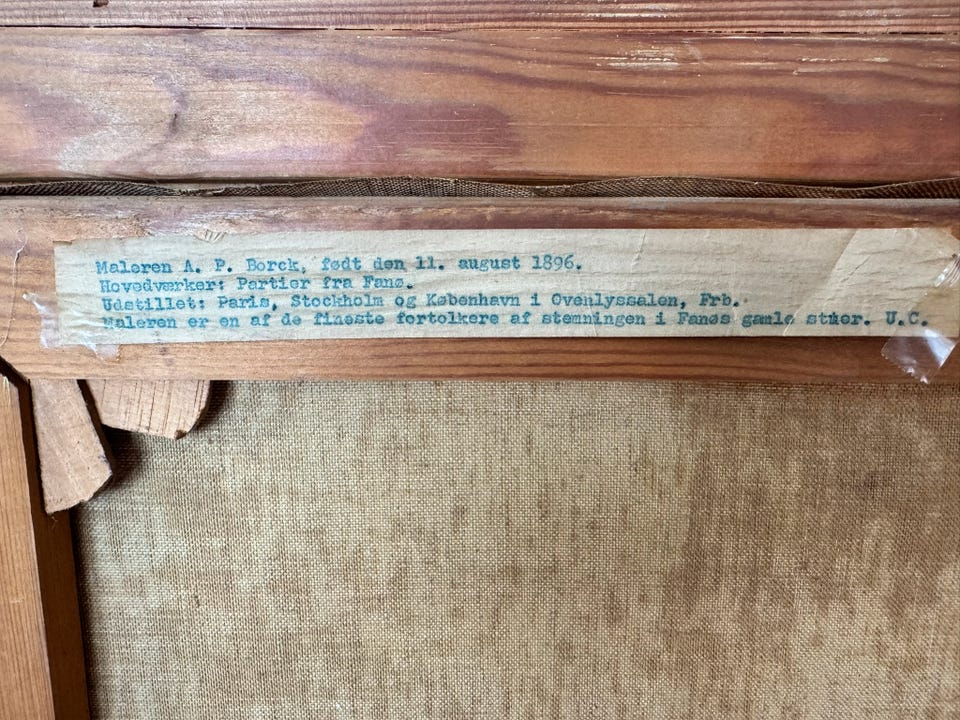 Maleren A. P. Borck, født den 11. august 1896.
Hovedværker: Partier fra Fanø.
Udstillet: Paris, Stockholm og København i Ovenlyssalen, Frb.
Maleren er en af de fineste fortolkere af stemningen i Fanøs gamle stuer. U.C.